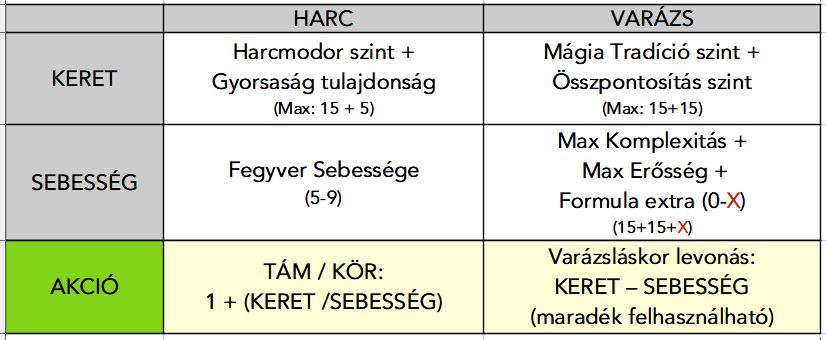 HARC
VARÁZS
KERET
Harcmodor szint +
Gyorsaság tulajdonság
(Max: 15 + 5)
Mágia Tradíció szint +
Összpontosítás szint
(Max: 15+15)
SEBESSÉG
Fegyver Sebessége
(5-9)
Max Komplexitás +
Max Erősség +
Formula extra (0-X)
(15+15+X)
AKCIÓ
TÁM / KÖR:
1 + (KERET /SEBESSÉG)
Varázsláskor levonás:
KERET – SEBESSÉG
(maradék felhasználható)